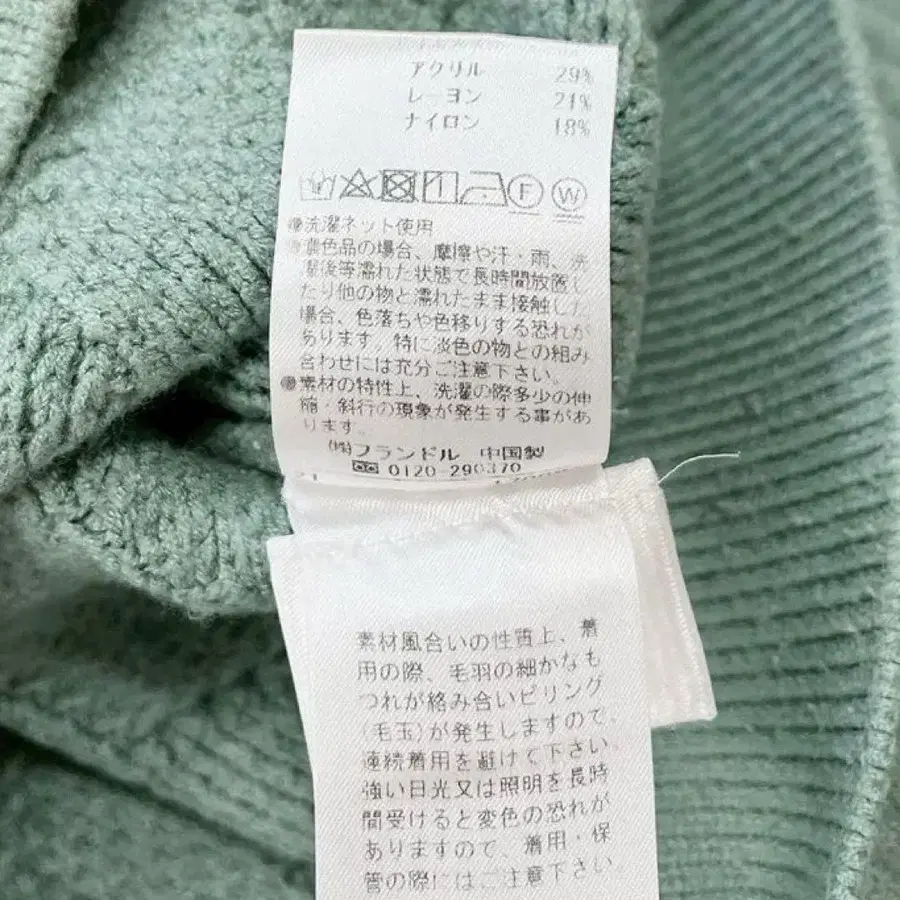 アクリル 29%
レーヨン 21%
ナイロン 18%
F W
●洗濯ネット使用
●濃色品の場合、摩擦や汗・雨、洗
濯後等濡れた状態で長時間放置し
たり他の物と濡れたまま接触した
場合、色落ちや色移りする恐れが
あります。特に淡色の物との組み
合わせには充分ご注意下さい。
●素材の特性上、洗濯の際多少の伸
縮・斜行の現象が発生する事があ
ります。
㈱フランドル 中国製
0120-290370
素材風合いの性質上、着
用の際、毛羽の細かなも
つれが絡み合いピリング
(毛玉)が発生しますので、
連続着用を避けて下さい。
強い日光又は照明を長時
間受けると変色の恐れが
ありますので、着用・保
管の際にはご注意下さい。